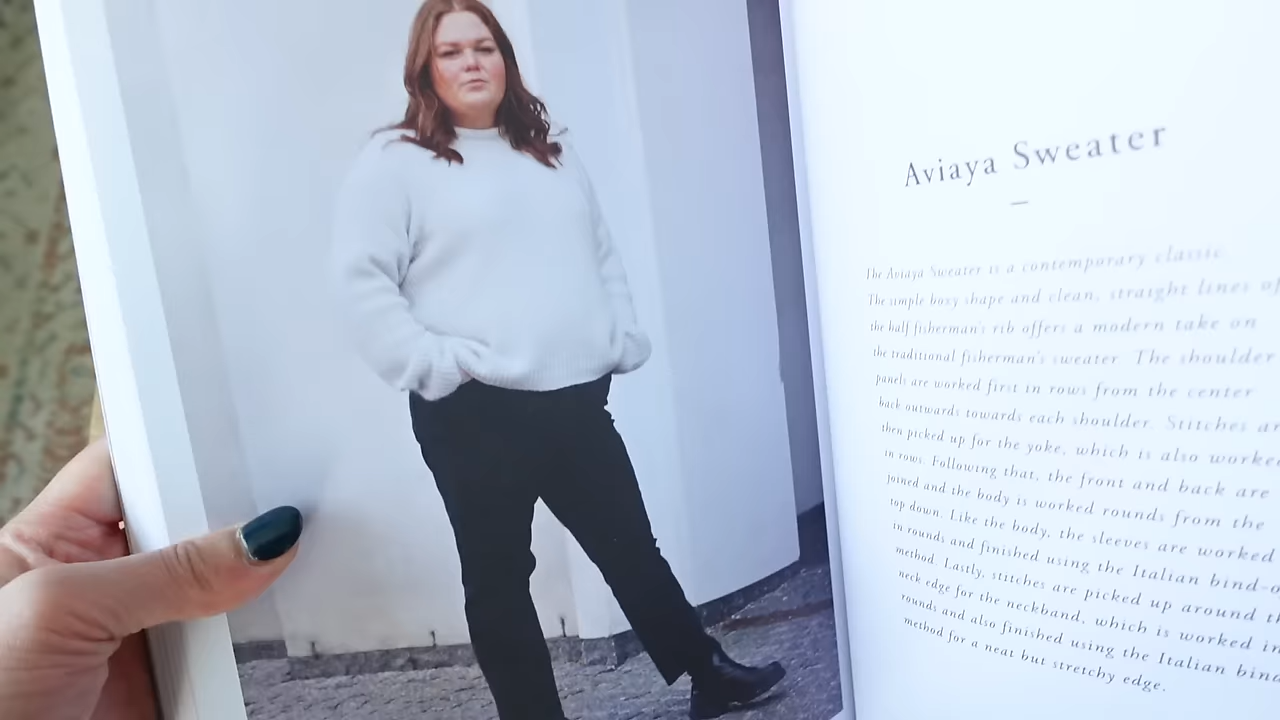 Aviaya Sweater
—
The Aviaya Sweater is a contemporary classic.
The simple boxy shape and clean, straight lines of
the half fisherman's rib offers a modern take on
the traditional fisherman's sweater. The shoulder
panels are worked first in rows from the center
back outwards towards each shoulder. Stitches
then picked up for the yoke, which is also worked
in rows. Following that, the front and back are
joined and the body is worked rounds from the
top down. Like the body, the sleeves are worked
in rounds and finished using the Italian
method. Lastly, stitches are picked up around
neck edge for the neckband, which is worked in
rounds and also finished using the Italian
method for a neat but stretchy edge.